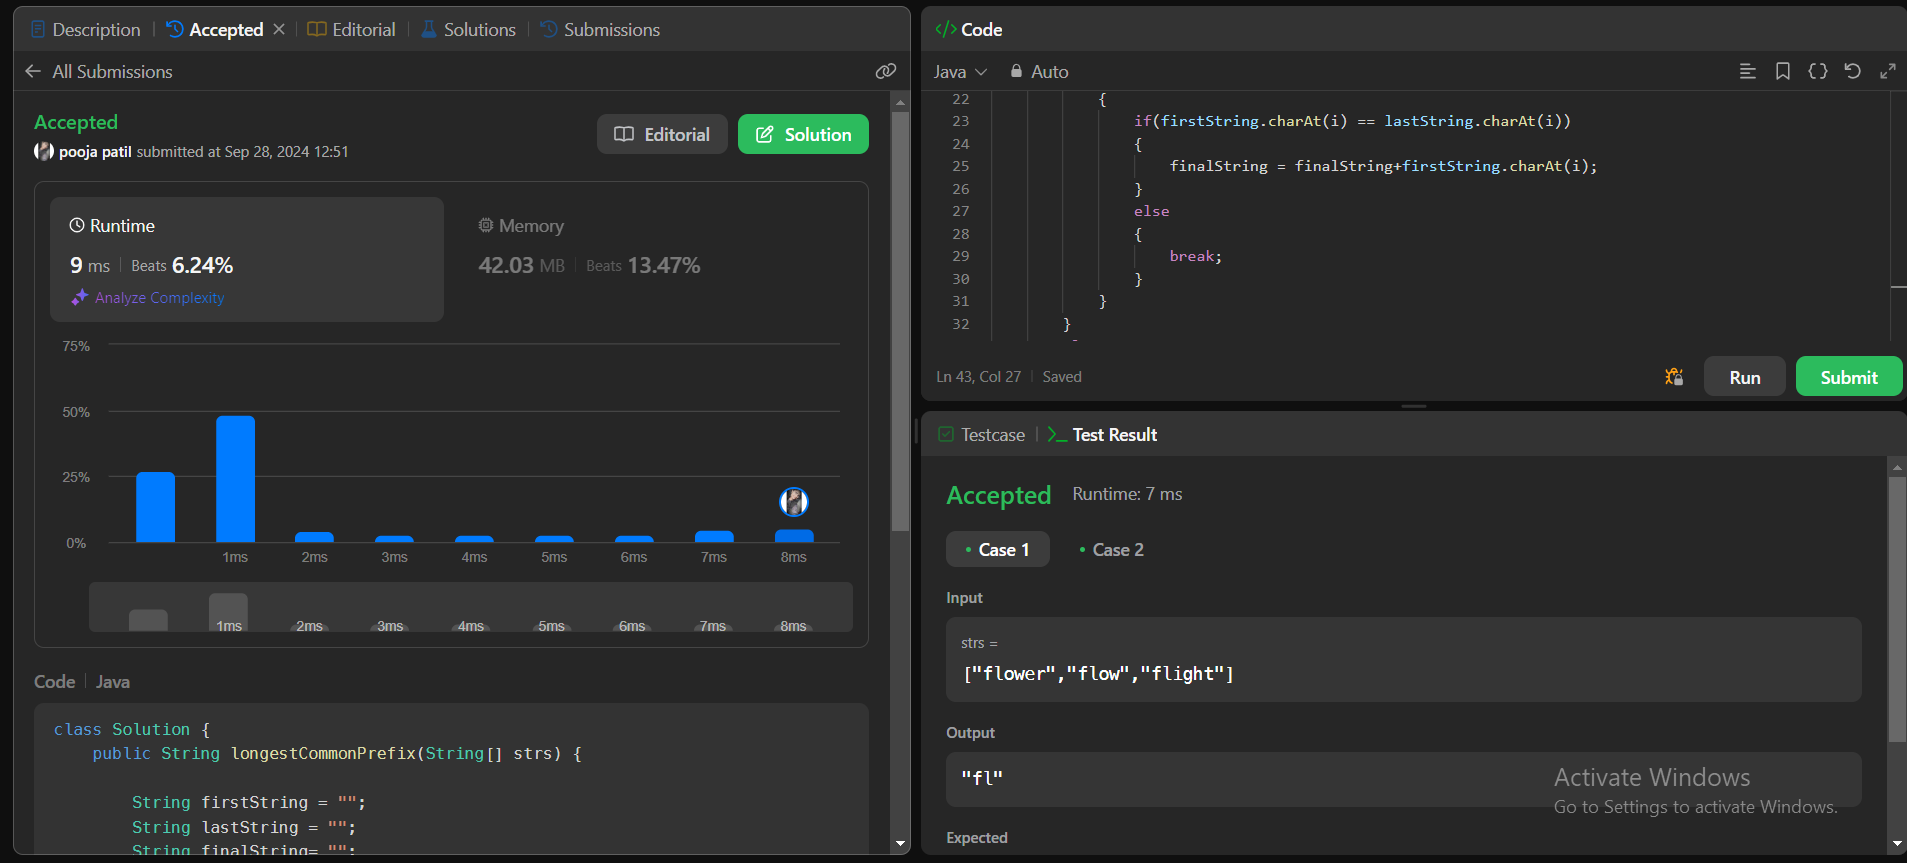 Description
Accepted
Editorial
Solutions
Submissions
All Submissions
Accepted
pooja patil submitted at Sep 28, 2024 12:51
Editorial
Solution
Runtime
9 ms | Beats 6.24%
Analyze Complexity
Memory
42.03 MB | Beats 13.47%
75%
50%
25%
0%
1ms 2ms 3ms 4ms 5ms 6ms 7ms 8ms
1ms 2ms 3ms 4ms 5ms 6ms 7ms 8ms
Code | Java
class Solution {
public String longestCommonPrefix(String[] strs) {
String firstString = "";
String lastString = "";
String finalString= "";
</> Code
Java
Auto
22 {
23 if(firstString.charAt(i) == lastString.charAt(i))
24 {
25 finalString = finalString+firstString.charAt(i);
26 }
27 else
28 {
29 break;
30 }
31 }
32 }
Ln 43, Col 27 | Saved
Run
Submit
Testcase
Test Result
Accepted
Runtime: 7 ms
• Case 1
• Case 2
Input
strs =
["flower","flow","flight"]
Output
"fl"
Activate Windows
Go to Settings to activate Windows.
Expected